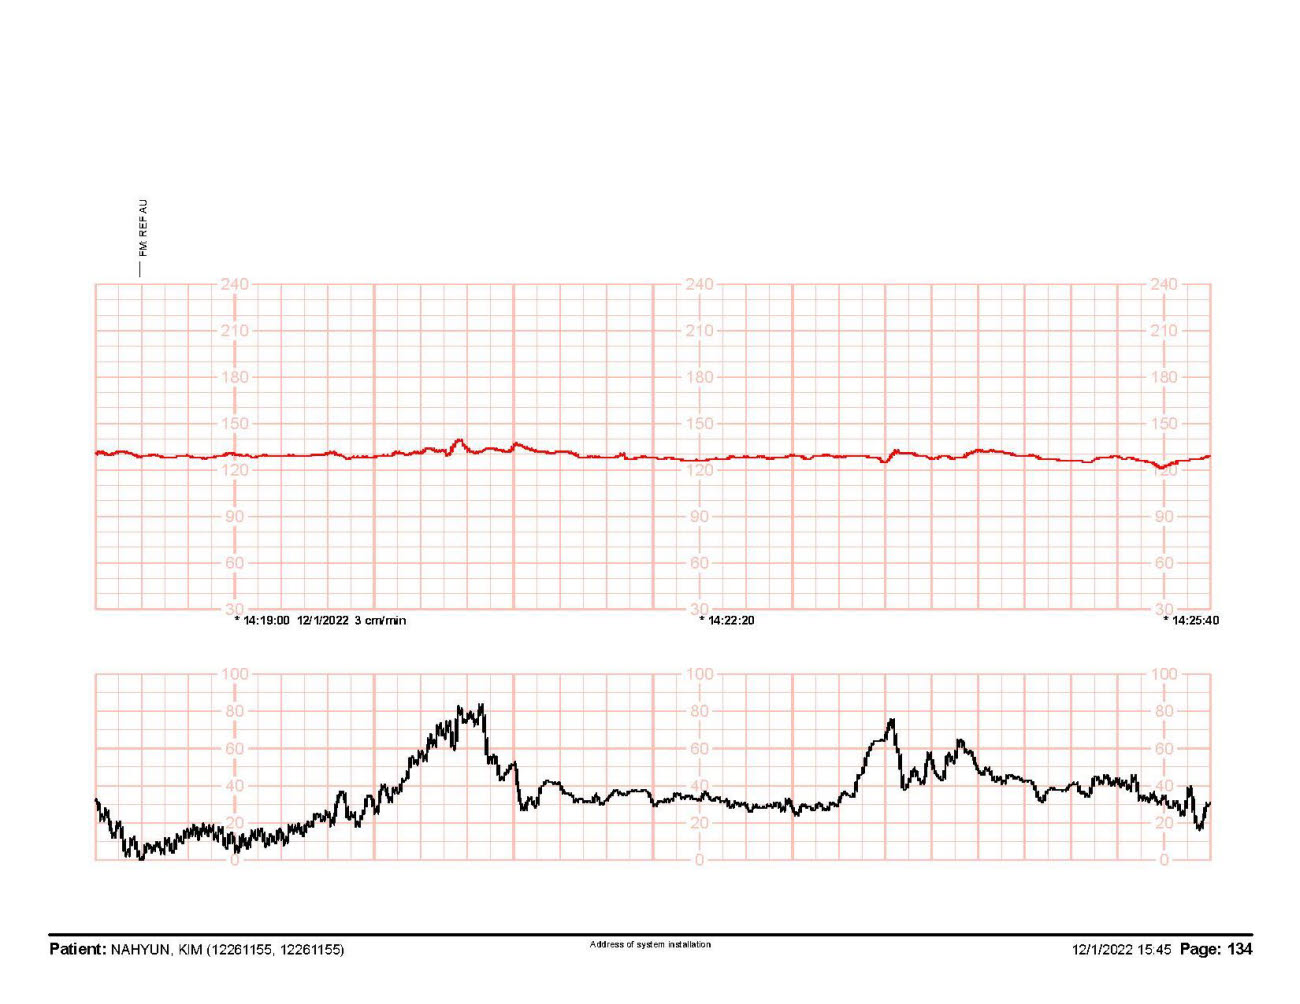 FM: REF AU
240 240 240
210 210 210
180 180 180
150 150 150
120 120 120
90 90 90
60 60 60
30 30 30
* 14:19:00 12/1/2022 3 cm/min * 14:22:20 * 14:25:40
100 100 100
80 80 80
60 60 60
40 40 40
20 20 20
0 0 0
Patient: NAHYUN, KIM (12261155, 12261155) Address of system installation 12/1/2022 15:45 Page: 134